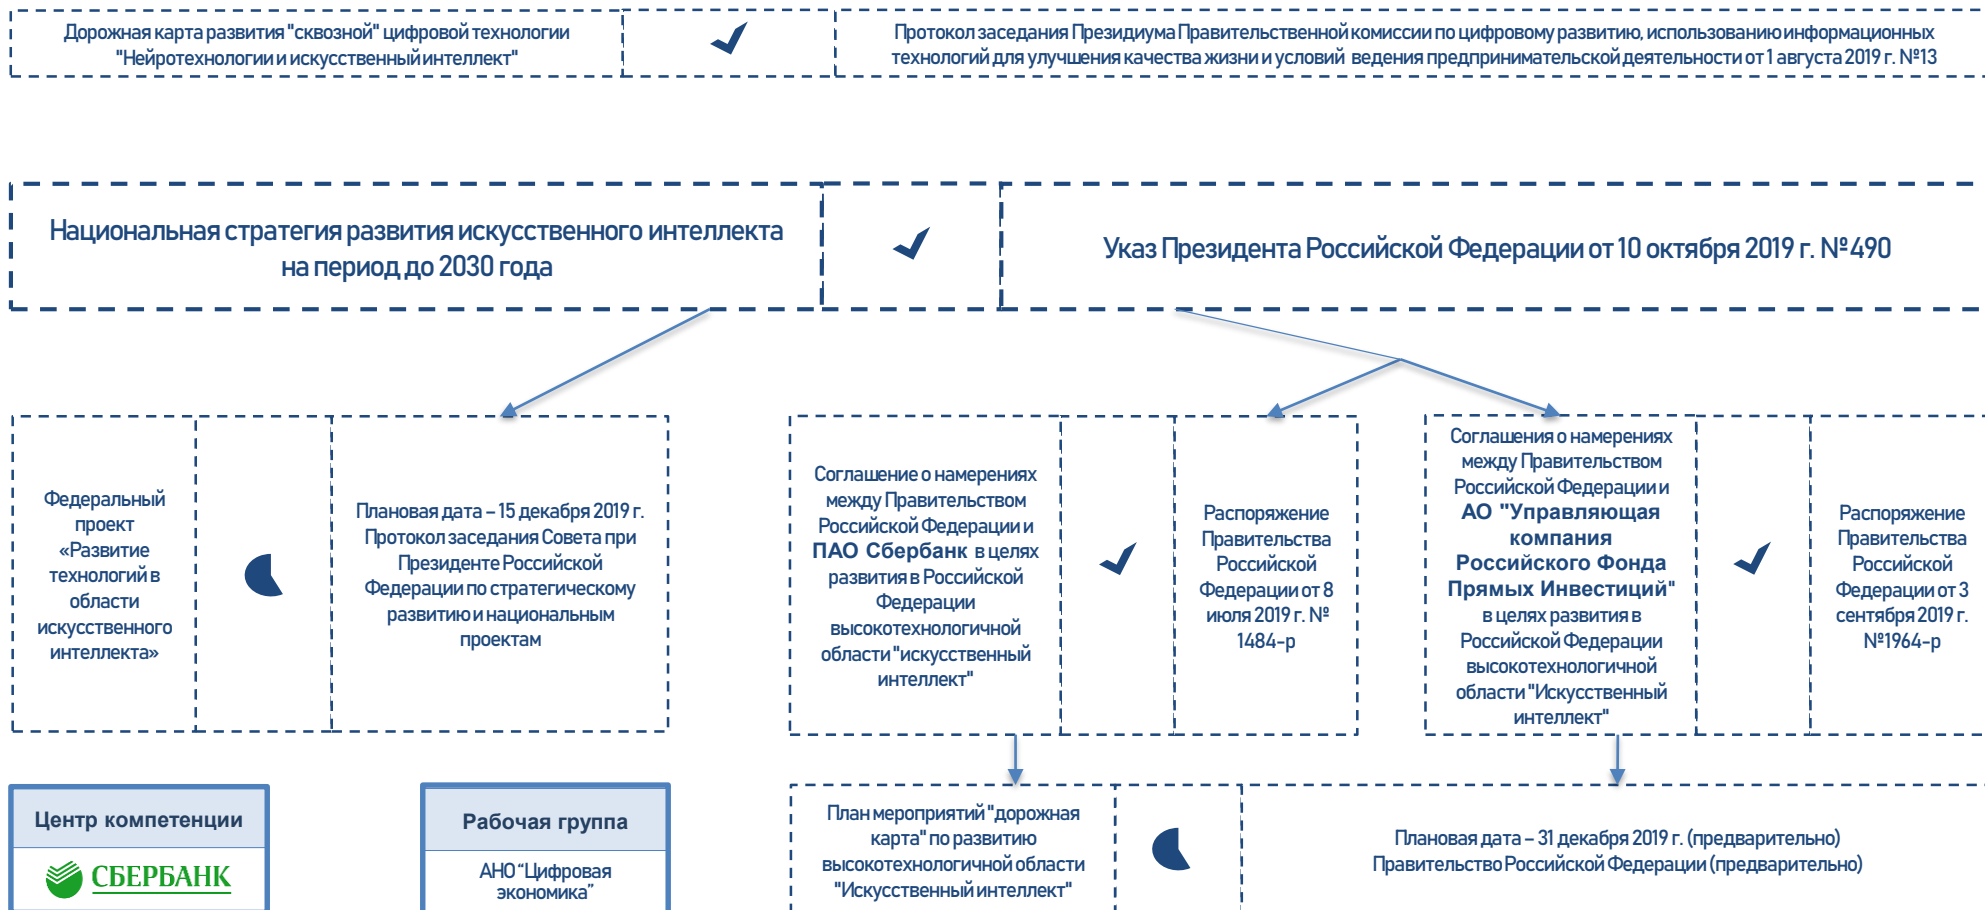 Дорожная карта развития "сквозной" цифровой технологии
"Нейротехнологии и искусственный интеллект"
Протокол заседания Президиума Правительственной комиссии по цифровому развитию, использованию информационных
технологий для улучшения качества жизни и условий ведения предпринимательской деятельности от 1 августа 2019 г. №13
Национальная стратегия развития искусственного интеллекта
на период до 2030 года
Указ Президента Российской Федерации от 10 октября 2019 г. №490
Федеральный
проект
«Развитие
технологий в
области
искусственного
интеллекта»
Плановая дата – 15 декабря 2019 г.
Протокол заседания Совета при
Президенте Российской
Федерации по стратегическому
развитию и национальным
проектам
Соглашение о намерениях
между Правительством
Российской Федерации и
ПАО Сбербанк в целях
развития в Российской
Федерации
высокотехнологичной
области "искусственный
интеллект"
Распоряжение
Правительства
Российской
Федерации от 8
июля 2019 г. №
1484-р
Соглашения о намерениях
между Правительством
Российской Федерации и
АО "Управляющая
компания
Российского Фонда
Прямых Инвестиций"
в целях развития в
Российской Федерации
высокотехнологичной
области "Искусственный
интеллект"
Распоряжение
Правительства
Российской
Федерации от 3
сентября 2019 г.
№1964-р
Центр компетенции
СБЕРБАНК
Рабочая группа
АНО "Цифровая
экономика"
План мероприятий "дорожная
карта" по развитию
высокотехнологичной области
"Искусственный интеллект"
Плановая дата – 31 декабря 2019 г. (предварительно)
Правительство Российской Федерации (предварительно)